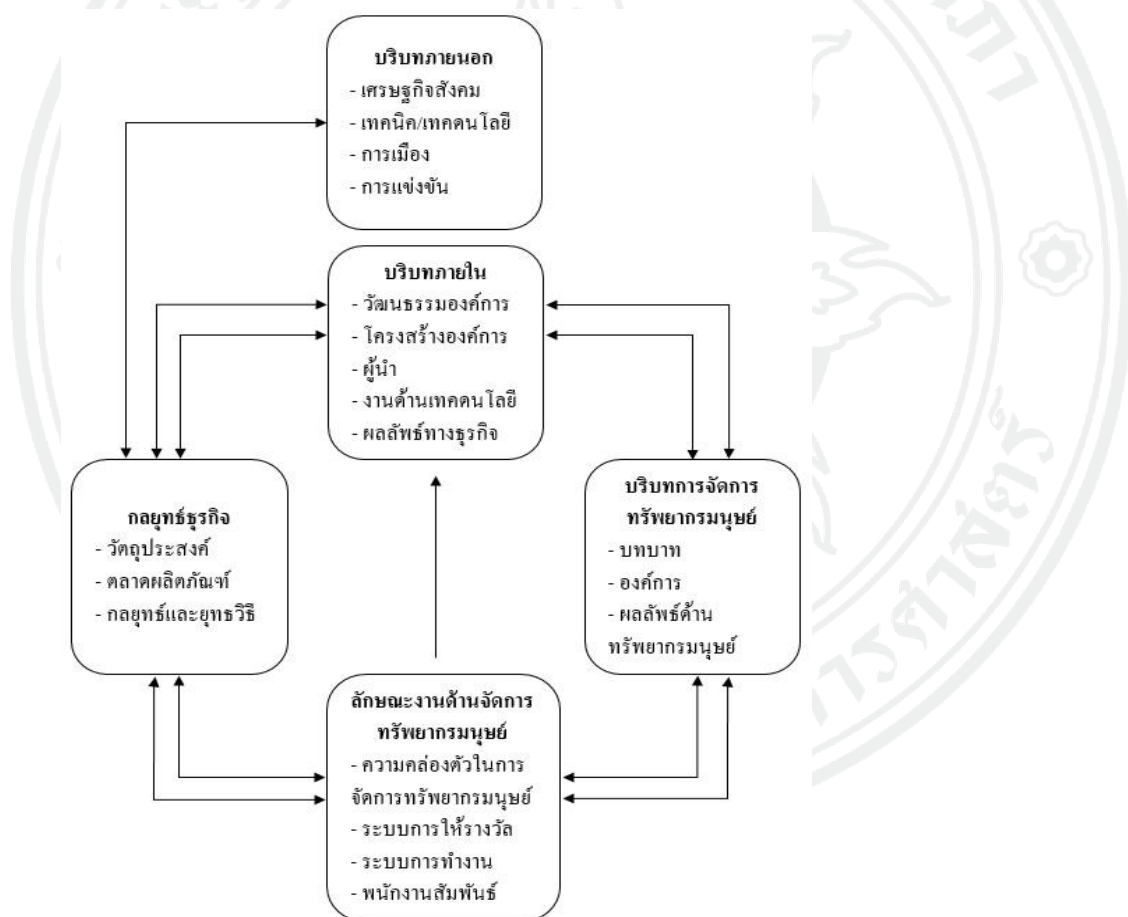 บริบทภายนอก
- เศรษฐกิจสังคม
- เทคนิค/เทคดนโลยี
- การเมือง
- การแข่งขัน
บริบทภายใน
- วัฒนธรรมองค์การ
- โครงสร้างองค์การ
- ผู้นำ
- งานด้านเทคดนโลยี
- ผลลัพธ์ทางธุรกิจ
กลยุทธ์ธุรกิจ
- วัตถุประสงค์
- ตลาดผลิตภัณฑ์
- กลยุทธ์และยุทธวิธี
บริบทการจัดการ
ทรัพยากรมนุษย์
- บทบาท
- องค์การ
- ผลลัพธ์ด้าน
ทรัพยากรมนุษย์
ลักษณะงานด้านจัดการ
ทรัพยากรมนุษย์
- ความคล่องตัวในการ
จัดการทรัพยากรมนุษย์
- ระบบการให้รางวัล
- ระบบการทำงาน
- พนักงานสัมพันธ์